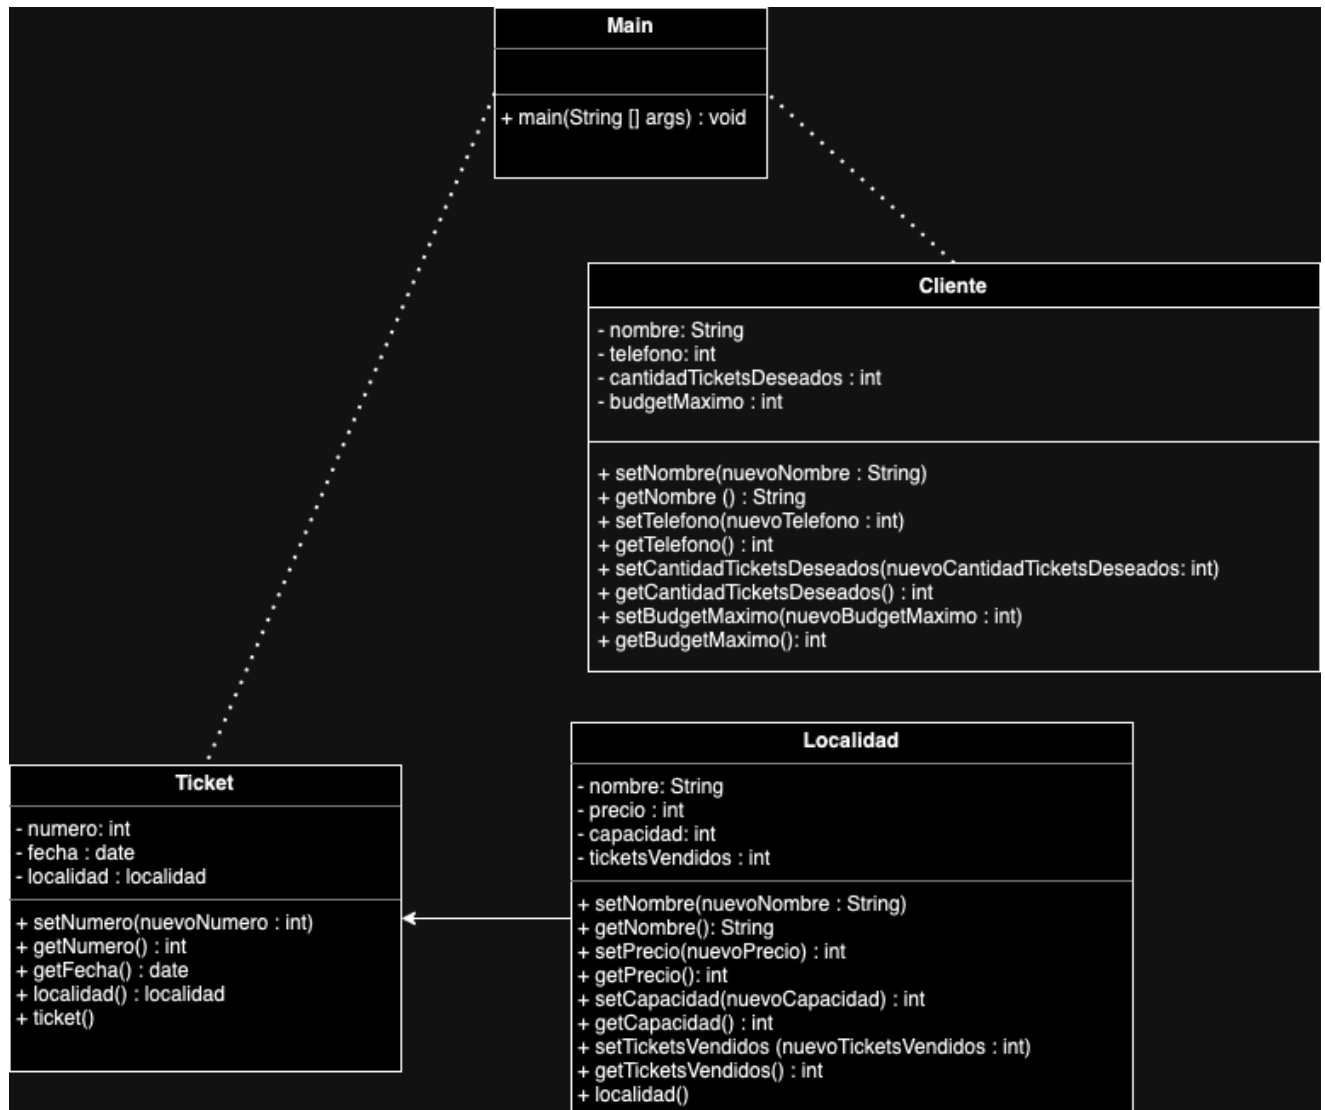 Main
+ main(String [] args) : void
Cliente
- nombre: String
- telefono: int
- cantidadTicketsDeseados : int
- budgetMaximo : int
+ setNombre(nuevoNombre : String)
+ getNombre () : String
+ setTelefono(nuevoTelefono : int)
+ getTelefono() : int
+ setCantidadTicketsDeseados(nuevoCantidadTicketsDeseados: int)
+ getCantidadTicketsDeseados() : int
+ setBudgetMaximo(nuevoBudgetMaximo : int)
+ getBudgetMaximo(): int
Ticket
- numero: int
- fecha : date
- localidad : localidad
+ setNumero(nuevoNumero : int)
+ getNumero() : int
+ getFecha() : date
+ localidad() : localidad
+ ticket()
Localidad
- nombre: String
- precio : int
- capacidad: int
- ticketsVendidos : int
+ setNombre(nuevoNombre : String)
+ getNombre(): String
+ setPrecio(nuevoPrecio) : int
+ getPrecio(): int
+ setCapacidad(nuevoCapacidad) : int
+ getCapacidad() : int
+ setTicketsVendidos (nuevoTicketsVendidos : int)
+ getTicketsVendidos() : int
+ localidad()